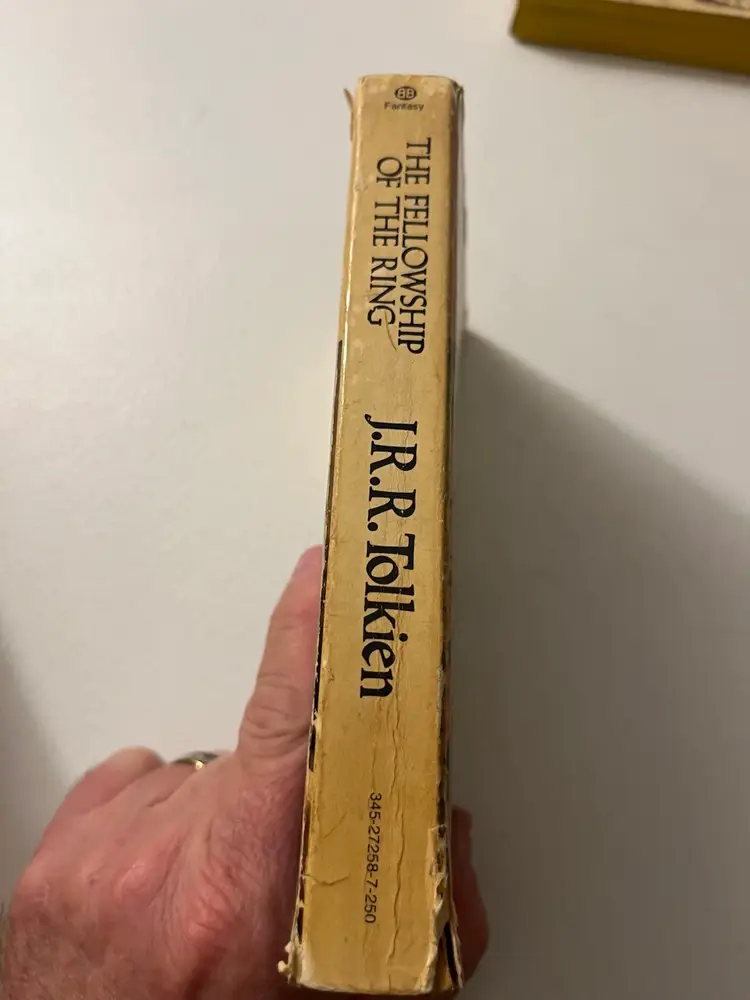 BB
Fantasy
THE FELLOWSHIP
OF THE RING
J.R.R. Tolkien
345-27258-7-250